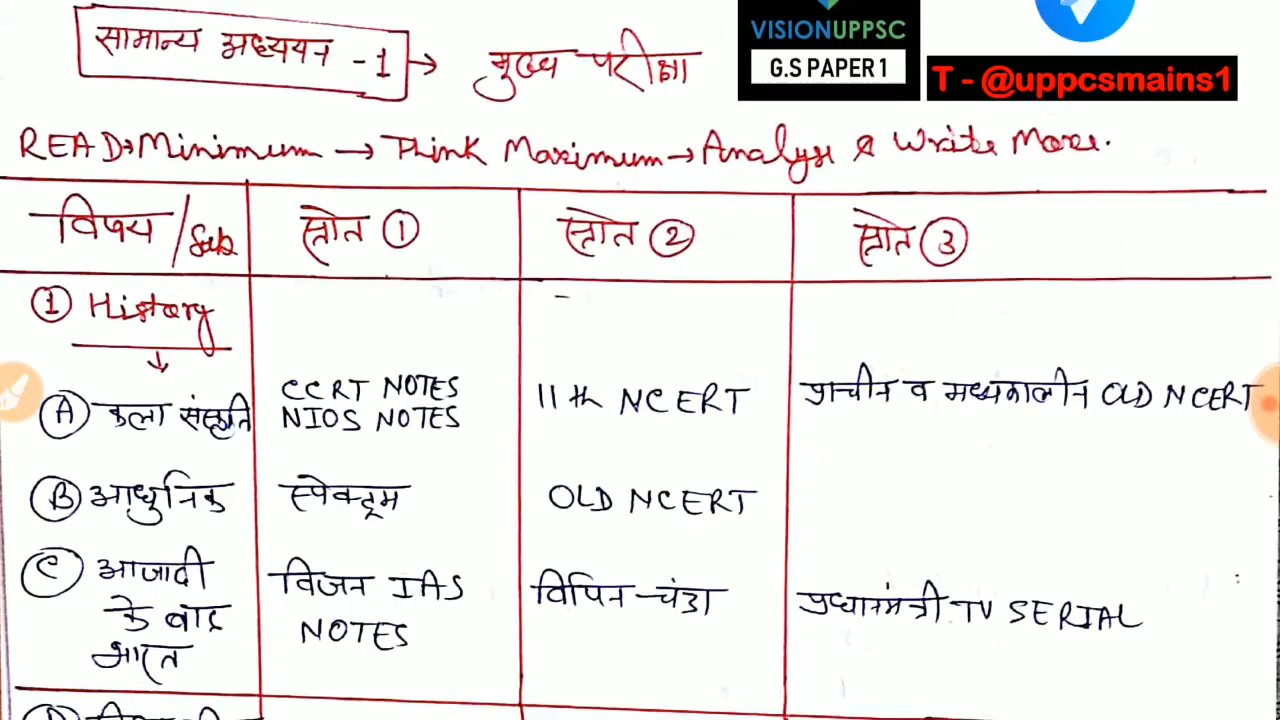 सामान्य अध्ययन - 1 → मुख्य परीक्षा
VISIONUPPSC
G.S PAPER 1
T - @uppcsmains1
READ→Minimum → Think Maximum → Analyse & Write More.
विषय/Sub स्रोत ① स्रोत ② स्रोत ③
① History
Ⓐ कला संस्कृति CCRT NOTES NIOS NOTES 11th NCERT प्राचीन व मध्यकालीन OLD NCERT
Ⓑ आधुनिक स्पेक्ट्रम OLD NCERT
Ⓒ आजादी के बाद भारत विजन IAS NOTES विपिन-चंद्रा प्रधानमंत्री TV SERIAL